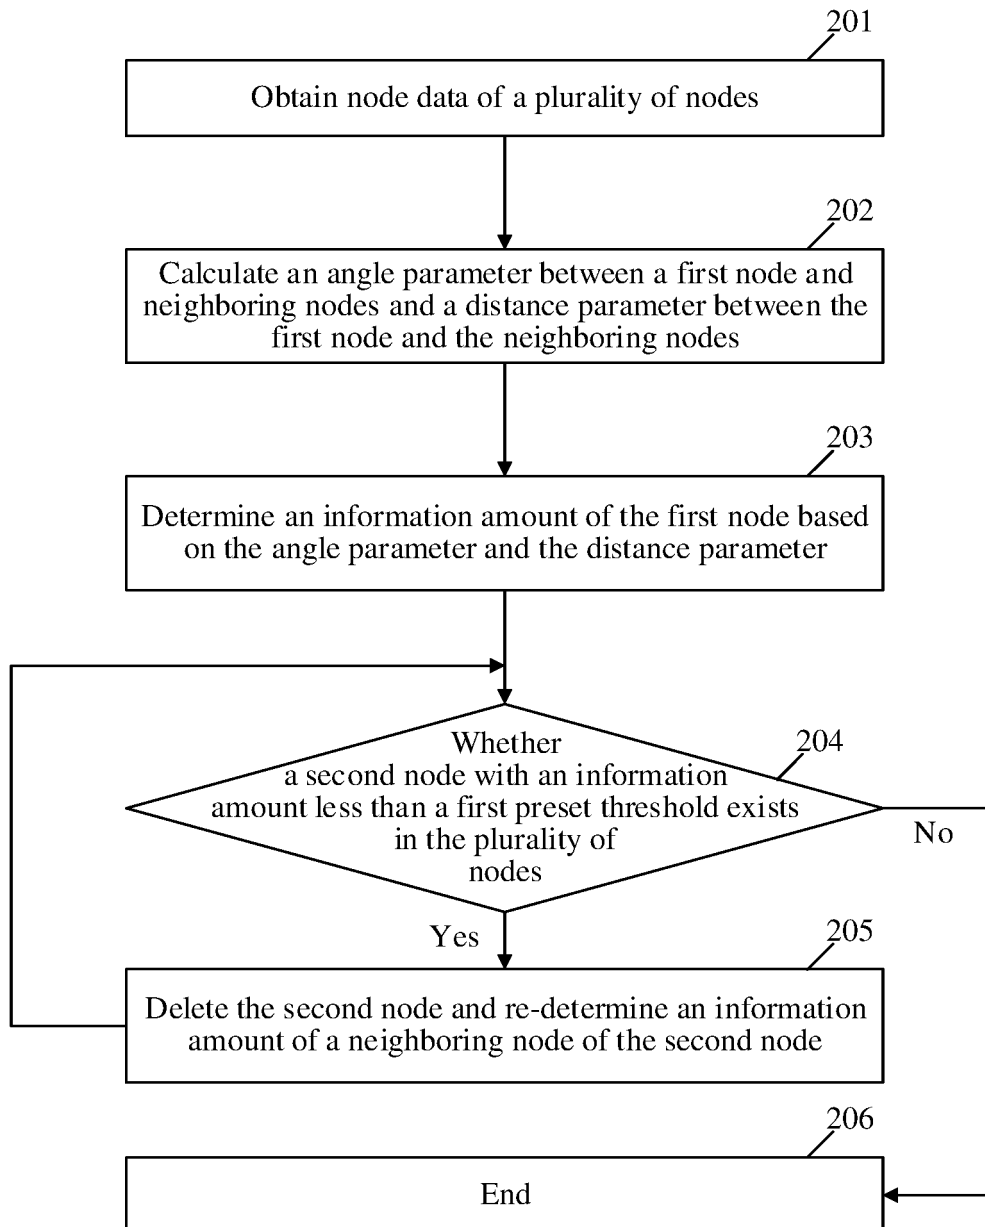 201
Obtain node data of a plurality of nodes
202
Calculate an angle parameter between a first node and
neighboring nodes and a distance parameter between the
first node and the neighboring nodes
203
Determine an information amount of the first node based
on the angle parameter and the distance parameter
204
Whether
a second node with an information
amount less than a first preset threshold exists
in the plurality of
nodes
No
Yes
205
Delete the second node and re-determine an information
amount of a neighboring node of the second node
206
End